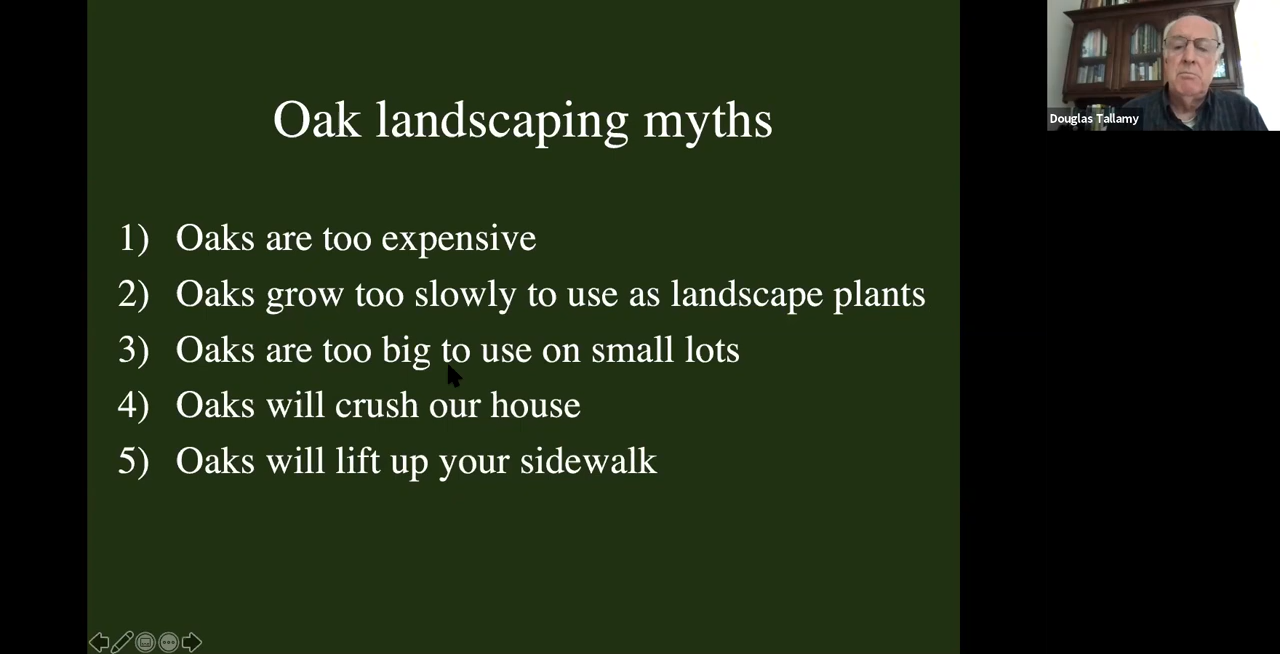 Oak landscaping myths
1) Oaks are too expensive
2) Oaks grow too slowly to use as landscape plants
3) Oaks are too big to use on small lots
4) Oaks will crush our house
5) Oaks will lift up your sidewalk
Douglas Tallamy